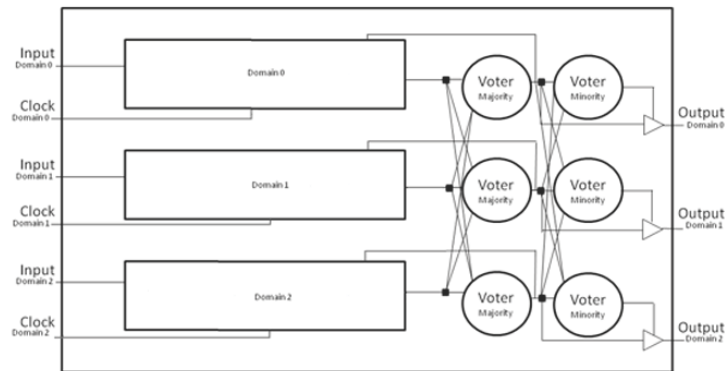 Input
Domain 0
Domain 0
Voter
Majority
Voter
Minority
Clock
Domain 0
Output
Domain 0
Input
Domain 1
Domain 1
Voter
Majority
Voter
Minority
Clock
Domain 1
Output
Domain 1
Input
Domain 2
Domain 2
Voter
Majority
Voter
Minority
Clock
Domain 2
Output
Domain 2